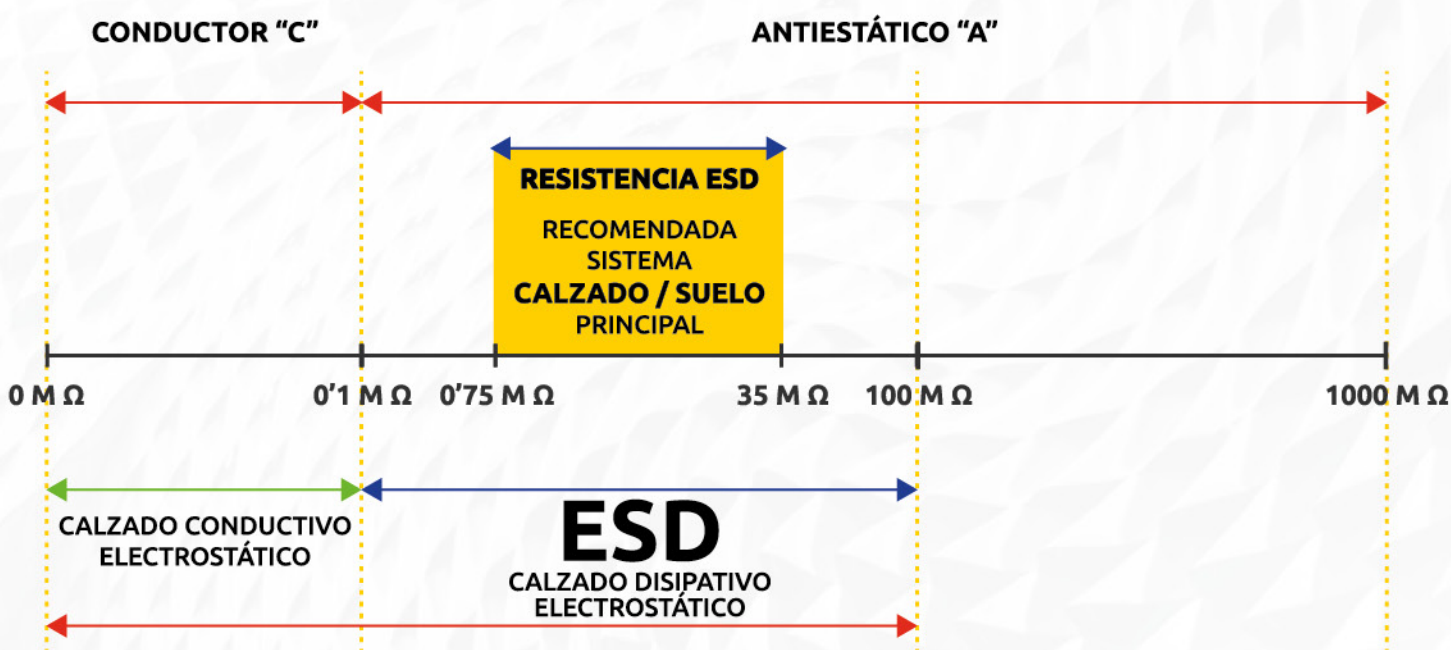 CONDUCTOR “C”
ANTIESTÁTICO “A”
RESISTENCIA ESD
RECOMENDADA
SISTEMA
CALZADO / SUELO
PRINCIPAL
0 M Ω
0’1 M Ω
0’75 M Ω
35 M Ω
100 M Ω
1000 M Ω
CALZADO CONDUCTIVO
ELECTROSTÁTICO
ESD
CALZADO DISIPATIVO
ELECTROSTÁTICO